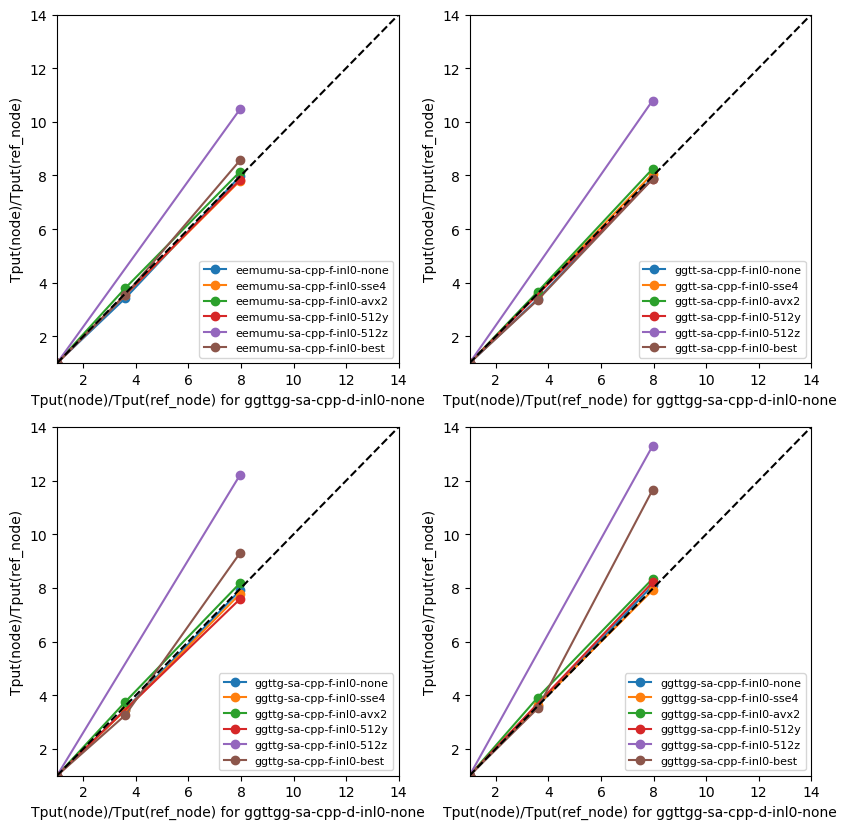 14
12
10
8
6
4
2
Tput(node)/Tput(ref_node)
eemumu-sa-cpp-f-inl0-none
eemumu-sa-cpp-f-inl0-sse4
eemumu-sa-cpp-f-inl0-avx2
eemumu-sa-cpp-f-inl0-512y
eemumu-sa-cpp-f-inl0-512z
eemumu-sa-cpp-f-inl0-best
2 4 6 8 10 12 14
Tput(node)/Tput(ref_node) for ggttgg-sa-cpp-d-inl0-none
14
12
10
8
6
4
2
Tput(node)/Tput(ref_node)
ggtt-sa-cpp-f-inl0-none
ggtt-sa-cpp-f-inl0-sse4
ggtt-sa-cpp-f-inl0-avx2
ggtt-sa-cpp-f-inl0-512y
ggtt-sa-cpp-f-inl0-512z
ggtt-sa-cpp-f-inl0-best
2 4 6 8 10 12 14
Tput(node)/Tput(ref_node) for ggttgg-sa-cpp-d-inl0-none
14
12
10
8
6
4
2
Tput(node)/Tput(ref_node)
ggttg-sa-cpp-f-inl0-none
ggttg-sa-cpp-f-inl0-sse4
ggttg-sa-cpp-f-inl0-avx2
ggttg-sa-cpp-f-inl0-512y
ggttg-sa-cpp-f-inl0-512z
ggttg-sa-cpp-f-inl0-best
2 4 6 8 10 12 14
Tput(node)/Tput(ref_node) for ggttgg-sa-cpp-d-inl0-none
14
12
10
8
6
4
2
Tput(node)/Tput(ref_node)
ggttgg-sa-cpp-f-inl0-none
ggttgg-sa-cpp-f-inl0-sse4
ggttgg-sa-cpp-f-inl0-avx2
ggttgg-sa-cpp-f-inl0-512y
ggttgg-sa-cpp-f-inl0-512z
ggttgg-sa-cpp-f-inl0-best
2 4 6 8 10 12 14
Tput(node)/Tput(ref_node) for ggttgg-sa-cpp-d-inl0-none